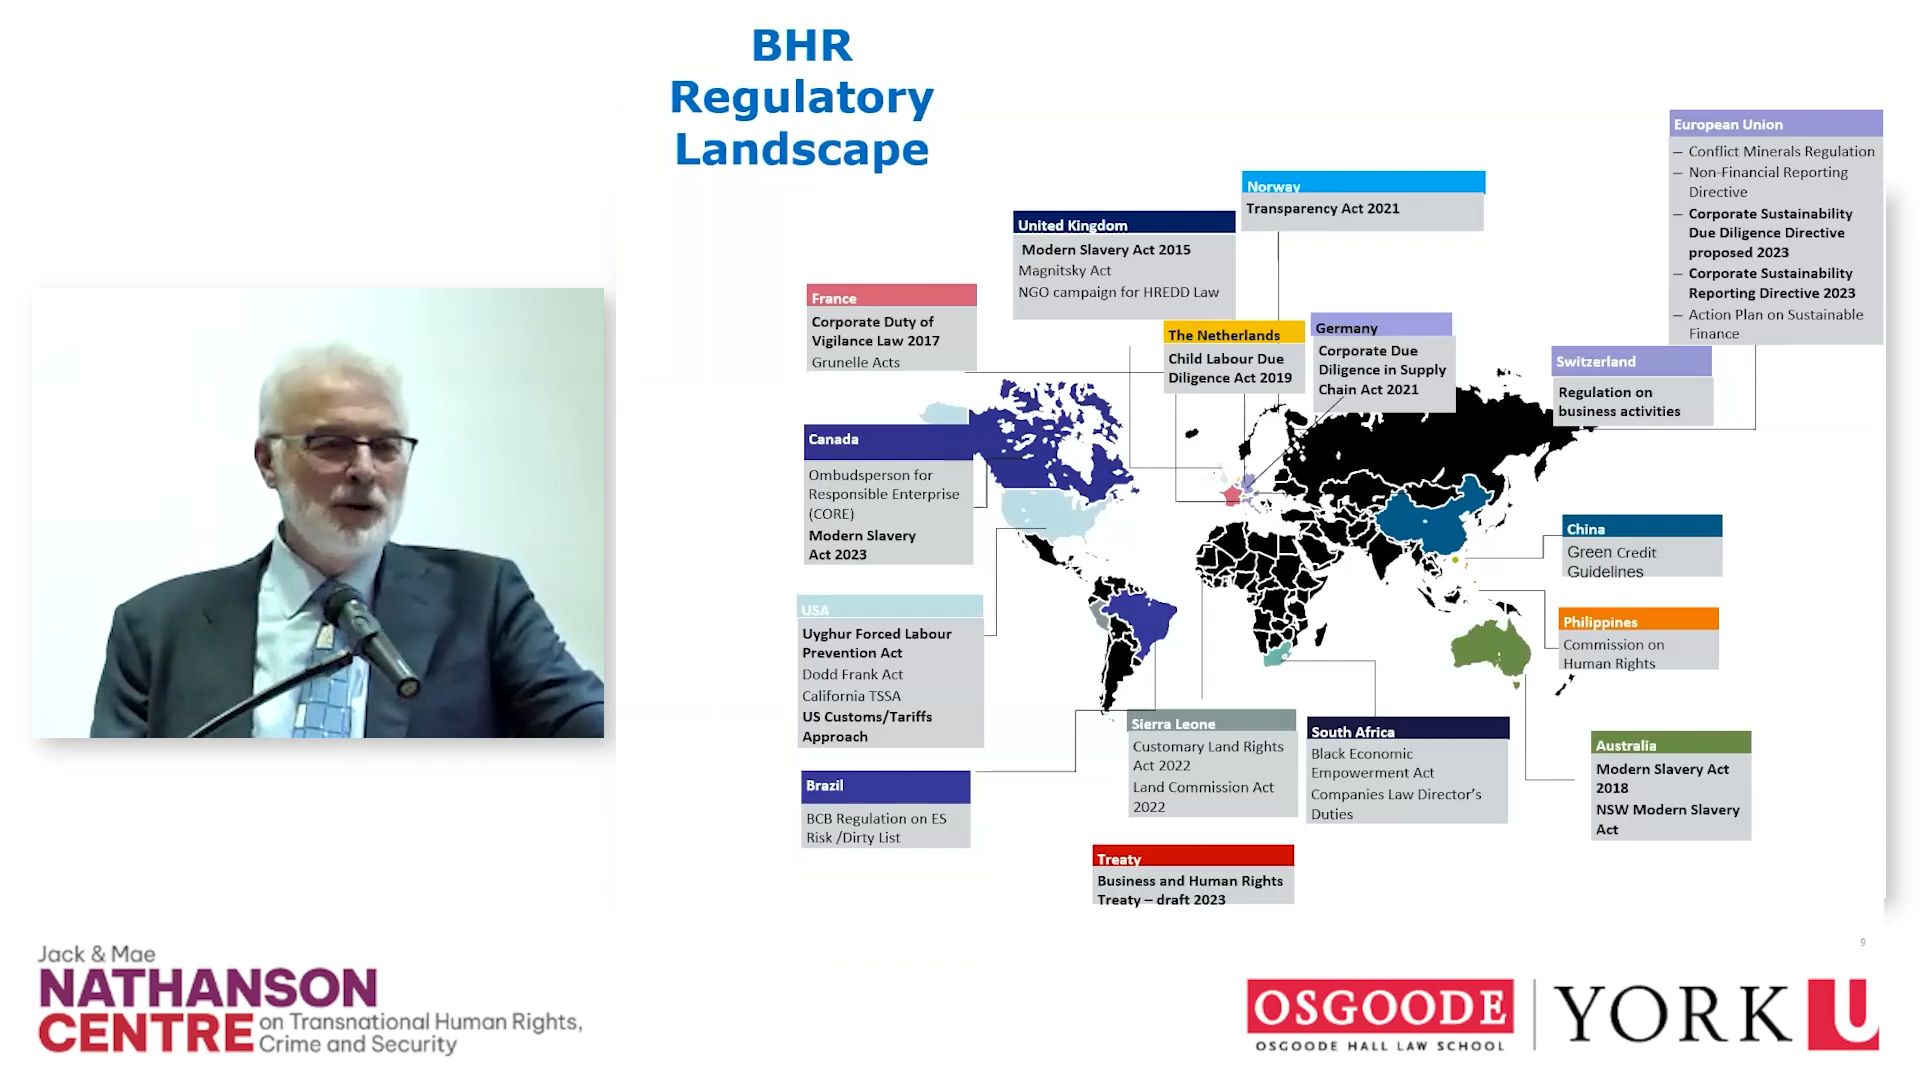 BHR
Regulatory
Landscape
European Union
– Conflict Minerals Regulation
– Non-Financial Reporting
Directive
– Corporate Sustainability
Due Diligence Directive
proposed 2023
– Corporate Sustainability
Reporting Directive 2023
– Action Plan on Sustainable
Finance
Norway
Transparency Act 2021
United Kingdom
Modern Slavery Act 2015
Magnitsky Act
NGO campaign for HREDD Law
France
Corporate Duty of
Vigilance Law 2017
Grunelle Acts
The Netherlands
Child Labour Due
Diligence Act 2019
Germany
Corporate Due
Diligence in Supply
Chain Act 2021
Switzerland
Regulation on
business activities
Canada
Ombudsperson for
Responsible Enterprise
(CORE)
Modern Slavery
Act 2023
China
Green Credit
Guidelines
USA
Uyghur Forced Labour
Prevention Act
Dodd Frank Act
California TSSA
US Customs/Tariffs
Approach
Philippines
Commission on
Human Rights
Brazil
BCB Regulation on ES
Risk /Dirty List
Sierra Leone
Customary Land Rights
Act 2022
Land Commission Act
2022
South Africa
Black Economic
Empowerment Act
Companies Law Director’s
Duties
Australia
Modern Slavery Act
2018
NSW Modern Slavery
Act
Treaty
Business and Human Rights
Treaty – draft 2023
9
Jack & Mae
NATHANSON
CENTRE on Transnational Human Rights,
Crime and Security
OSGOODE
OSGOODE HALL LAW SCHOOL
YORK U